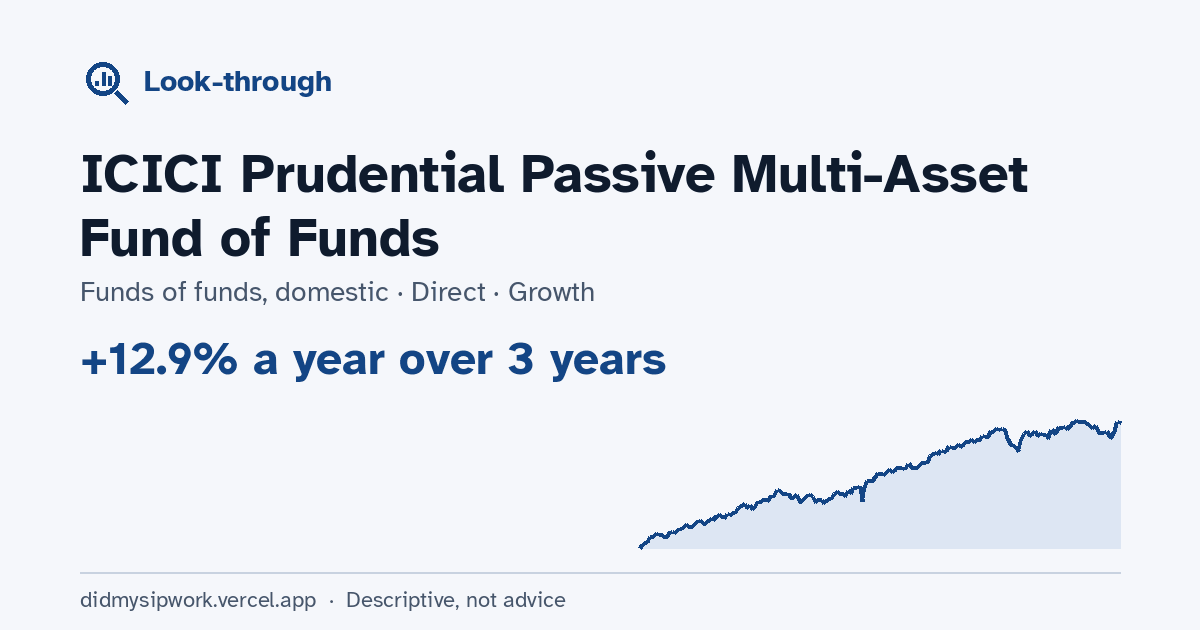 Look-through
ICICI Prudential Passive Multi-Asset
Fund of Funds
Funds of funds, domestic · Direct · Growth
+12.9% a year over 3 years
didmysipwork.vercel.app · Descriptive, not advice